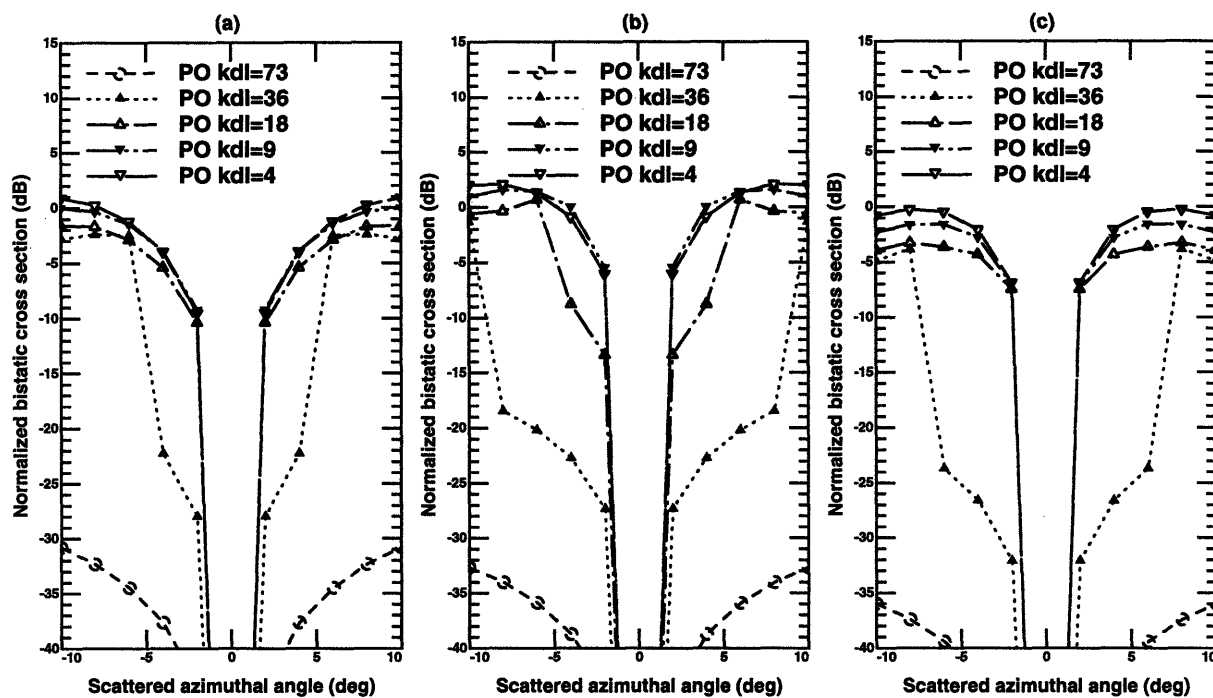 (a)
15
10
5
0
-5
-10
-15
-20
-25
-30
-35
-40
Normalized bistatic cross section (dB)
PO kdl=73
PO kdl=36
PO kdl=18
PO kdl=9
PO kdl=4
-10
-5
0
5
10
Scattered azimuthal angle (deg)
(b)
15
10
5
0
-5
-10
-15
-20
-25
-30
-35
-40
Normalized bistatic cross section (dB)
PO kdl=73
PO kdl=36
PO kdl=18
PO kdl=9
PO kdl=4
-10
-5
0
5
10
Scattered azimuthal angle (deg)
(c)
15
10
5
0
-5
-10
-15
-20
-25
-30
-35
-40
Normalized bistatic cross section (dB)
PO kdl=73
PO kdl=36
PO kdl=18
PO kdl=9
PO kdl=4
-10
-5
0
5
10
Scattered azimuthal angle (deg)